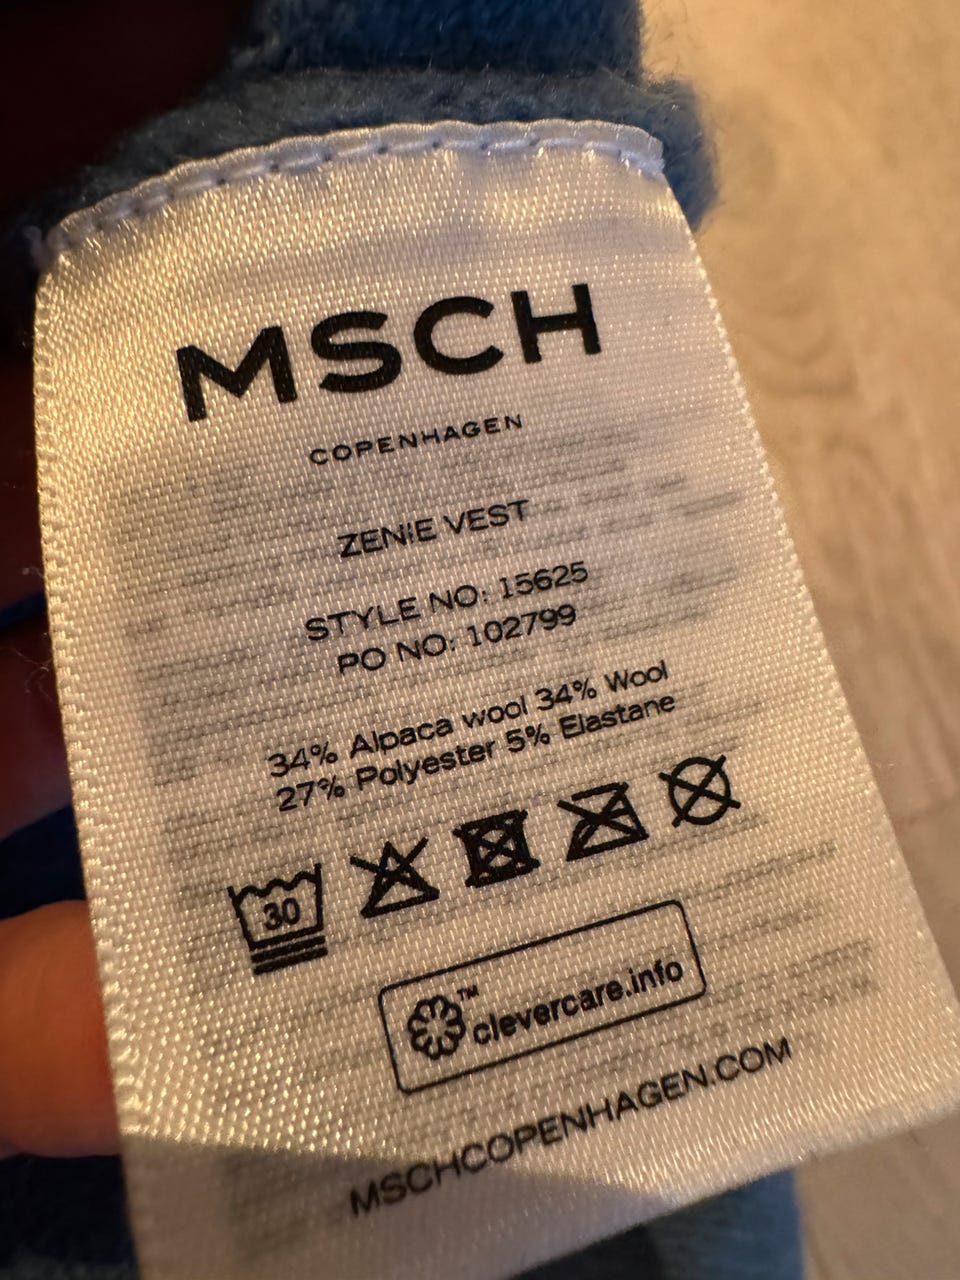 MSCH
COPENHAGEN
ZENIE VEST
STYLE NO: 15625
PO NO: 102799
34% Alpaca wool 34% Wool
27% Polyester 5% Elastane
30
™ clevercare.info
MSCHCOPENHAGEN.COM